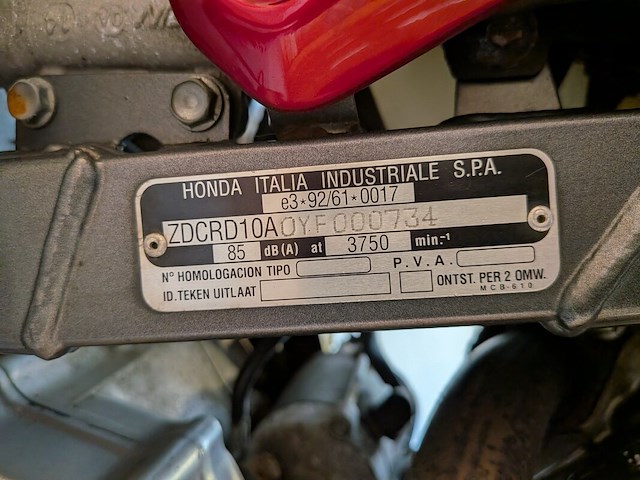 HONDA ITALIA INDUSTRIALE S.P.A.
e3*92/61*0017
ZDCRD10A0YF000734
85 dB(A) at 3750 min.-1
Nº HOMOLOGACION TIPO P.V.A.
ID.TEKEN UITLAAT ONTST. PER 2 OMW.
MCB-610